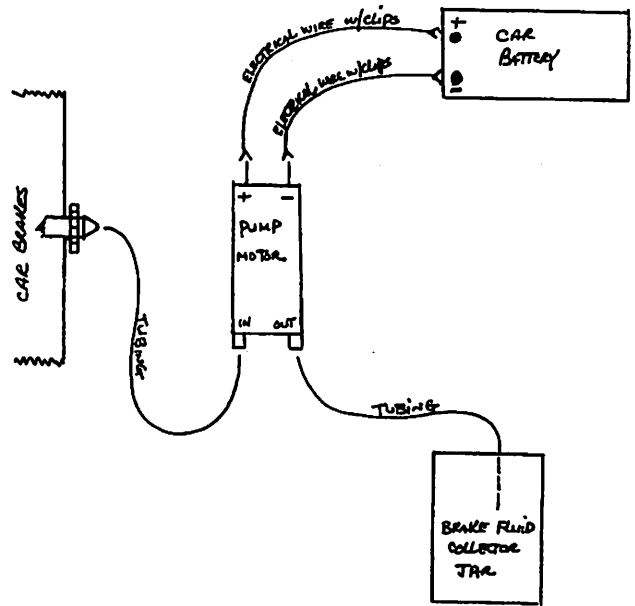 ELECTRICAL WIRE W/CLIPS
ELECTRICAL WIRE W/CLIPS
+
-
CAR
BATTERY
CAR BRAKES
+ -
PUMP
MOTOR
IN OUT
TUBING
TUBING
BRAKE FLUID
COLLECTOR
JAR